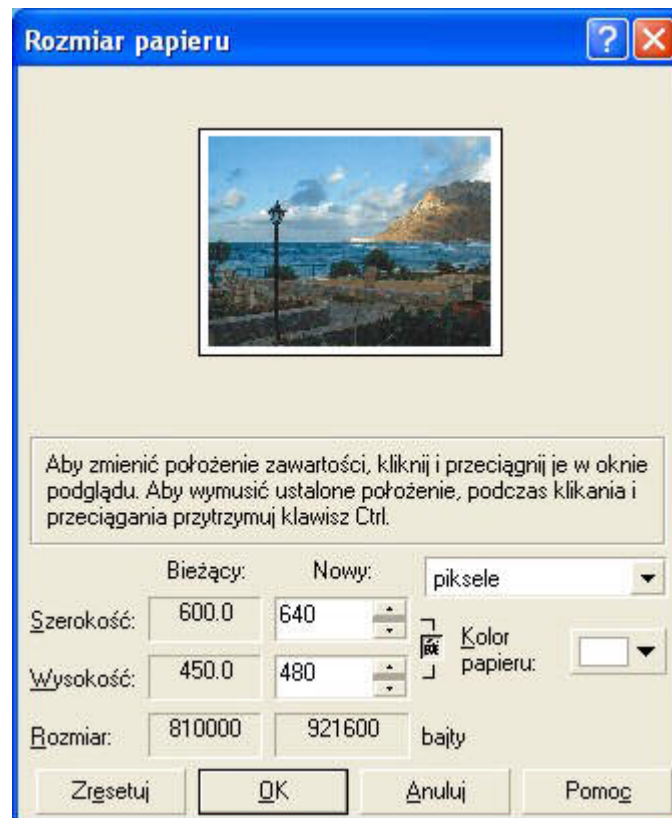 Rozmiar papieru
Aby zmienić położenie zawartości, kliknij i przeciągnij je w oknie
podglądu. Aby wymusić ustalone położenie, podczas klikania i
przeciągania przytrzymuj klawisz Ctrl.
Bieżący: Nowy: piksele
Szerokość: 600.0 640
Kolor papieru:
Wysokość: 450.0 480
Rozmiar: 810000 921600 bajty
Zresetuj OK Anuluj Pomoc